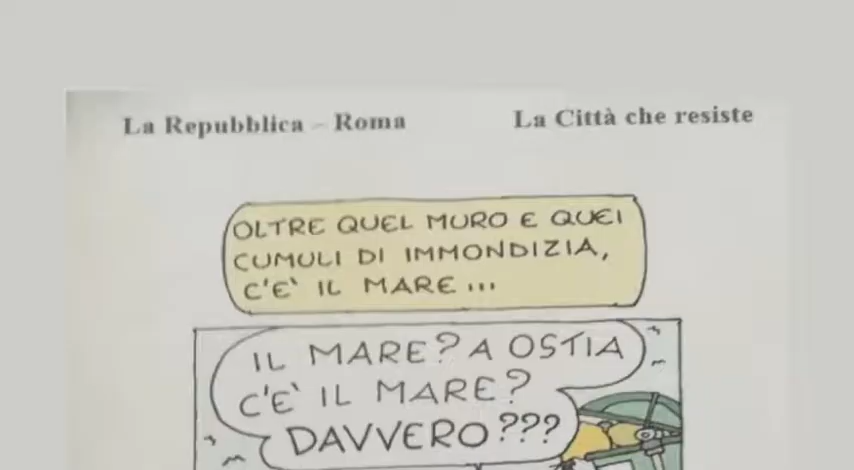 La Repubblica – Roma
La Città che resiste
OLTRE QUEL MURO E QUEI
CUMULI DI IMMONDIZIA,
C'E' IL MARE...
IL MARE? A OSTIA
C'E' IL MARE?
DAVVERO???